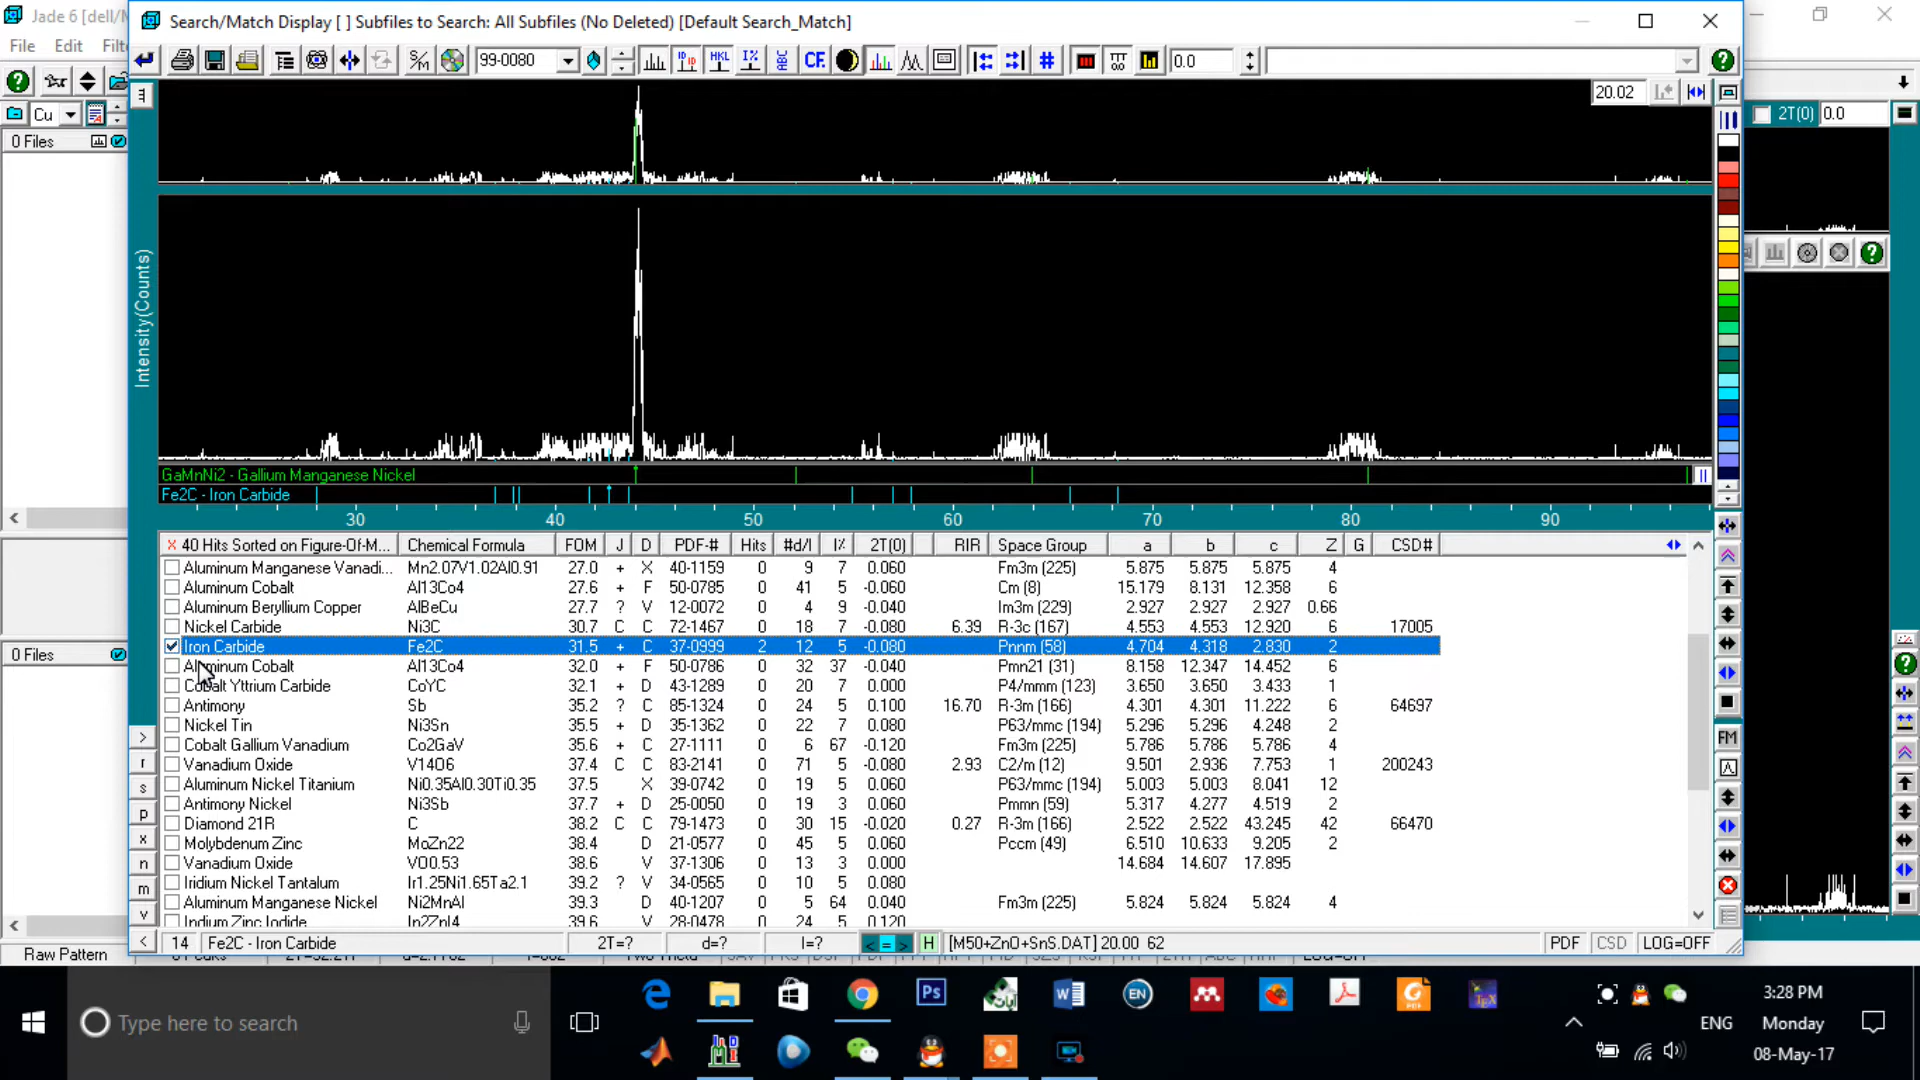 Jade 6 [dell/M
File Edit Filt
Search/Match Display [ ] Subfiles to Search: All Subfiles (No Deleted) [Default Search_Match]
99-0080
HKL
CF.
#
0.0
Cu
0 Files
20.02
2T(0) 0.0
Intensity(Counts)
GaMnNi2 - Gallium Manganese Nickel
Fe2C - Iron Carbide
30 40 50 60 70 80 90
X 40 Hits Sorted on Figure-Of-M... Chemical Formula FOM J D PDF-# Hits #d/I I% 2T(0) RIR Space Group a b c Z G CSD#
Aluminum Manganese Vanadi... Mn2.07V1.02Al0.91 27.0 + X 40-1159 0 9 7 0.060 Fm3m (225) 5.875 5.875 5.875 4
Aluminum Cobalt Al13Co4 27.6 + F 50-0785 0 41 5 -0.060 Cm (8) 15.179 8.131 12.358 6
Aluminum Beryllium Copper AlBeCu 27.7 ? V 12-0072 0 4 9 -0.040 Im3m (229) 2.927 2.927 2.927 0.66
Nickel Carbide Ni3C 30.7 C C 72-1467 0 18 7 -0.080 6.39 R-3c (167) 4.553 4.553 12.920 6 17005
Iron Carbide Fe2C 31.5 + C 37-0999 2 12 5 -0.080 Pnnm (58) 4.704 4.318 2.830 2
Aluminum Cobalt Al13Co4 32.0 + F 50-0786 0 32 37 -0.040 Pmn21 (31) 8.158 12.347 14.452 6
Cobalt Yttrium Carbide CoYC 32.1 + D 43-1289 0 20 7 0.000 P4/mmm (123) 3.650 3.650 3.433 1
Antimony Sb 35.2 ? C 85-1324 0 24 5 0.100 16.70 R-3m (166) 4.301 4.301 11.222 6 64697
Nickel Tin Ni3Sn 35.5 + D 35-1362 0 22 7 0.080 P63/mmc (194) 5.296 5.296 4.248 2
Cobalt Gallium Vanadium Co2GaV 35.6 + C 27-1111 0 6 67 -0.120 Fm3m (225) 5.786 5.786 5.786 4
Vanadium Oxide V14O6 37.4 C C 83-2141 0 71 5 -0.080 2.93 C2/m (12) 9.501 2.936 7.753 1 200243
Aluminum Nickel Titanium Ni0.35Al0.30Ti0.35 37.5 X 39-0742 0 19 5 0.060 P63/mmc (194) 5.003 5.003 8.041 12
Antimony Nickel Ni3Sb 37.7 + D 25-0050 0 19 3 0.060 Pmmn (59) 5.317 4.277 4.519 2
Diamond 21R C 38.2 C C 79-1473 0 30 15 -0.020 0.27 R-3m (166) 2.522 2.522 43.245 42 66470
Molybdenum Zinc MoZn22 38.4 D 21-0577 0 45 5 0.060 Pccm (49) 6.510 10.633 9.205 2
Vanadium Oxide VO0.53 38.6 V 37-1306 0 13 3 0.000 14.684 14.607 17.895
Iridium Nickel Tantalum Ir1.25Ni1.65Ta2.1 39.2 ? V 34-0565 0 10 5 0.080
Aluminum Manganese Nickel Ni2MnAl 39.3 D 40-1207 0 5 64 0.040 Fm3m (225) 5.824 5.824 5.824 4
Indium Zinc Iodide In2ZnI4 39.6 V 28-0478 0 24 5 0.120
0 Files
>
r
s
p
x
n
m
v
<
FM
14 Fe2C - Iron Carbide 2T=? d=? I=? < = > H [M50+ZnO+SnS.DAT] 20.00 62 PDF CSD LOG=OFF
Raw Pattern
Type here to search
Ps
EN
ENG
3:28 PM
Monday
08-May-17